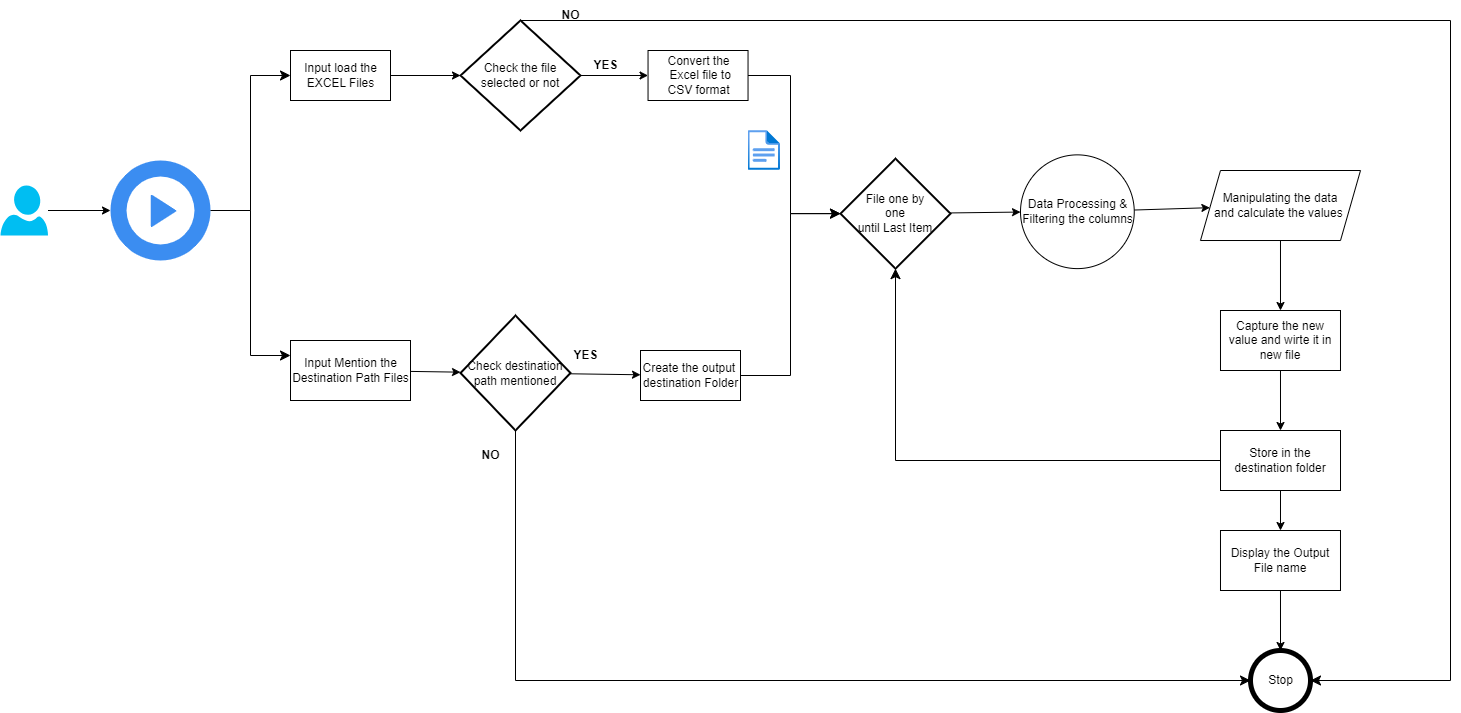 NO
Input load the
EXCEL Files
Check the file
selected or not
YES
Convert the
Excel file to
CSV format
File one by
one
until Last Item
Data Processing &
Filtering the columns
Manipulating the data
and calculate the values
Input Mention the
Destination Path Files
Check destination
path mentioned
YES
Create the output
destination Folder
NO
Capture the new
value and wirte it in
new file
Store in the
destination folder
Display the Output
File name
Stop